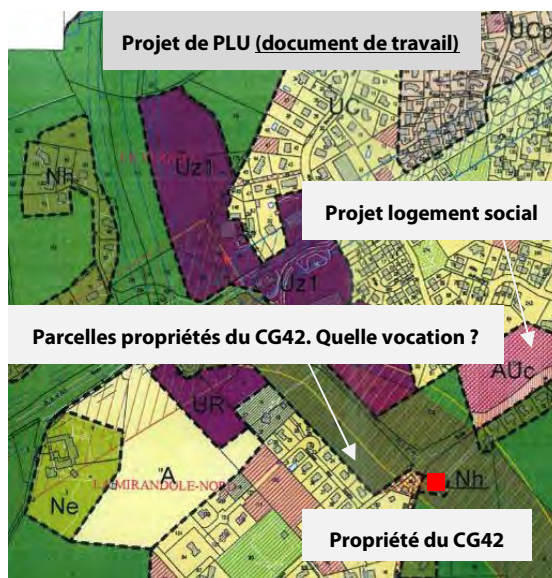 Projet de PLU (document de travail)
UCp
UC
Nh
Uz1
Projet logement social
Uz1
Parcelles propriétés du CG42. Quelle vocation ?
AUc
UR
A
Nh
LA MIRANDOLE-NORD
Ne
Propriété du CG42